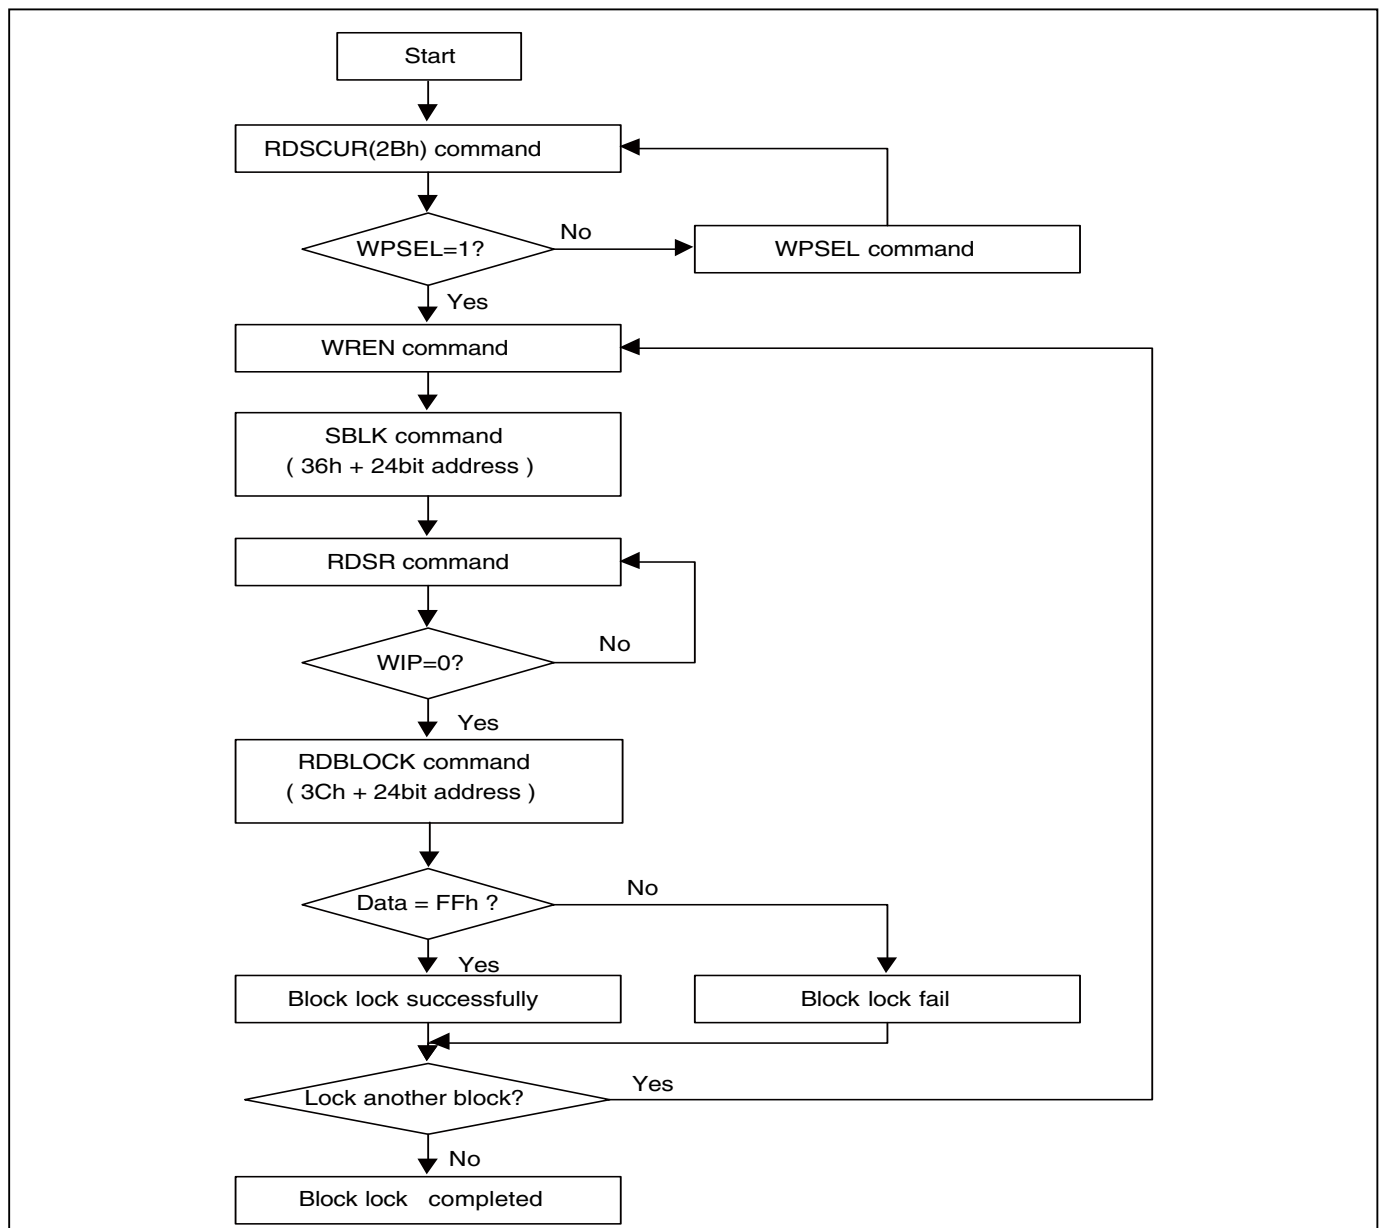 Start
RDSCUR(2Bh) command
WPSEL=1?
No
WPSEL command
Yes
WREN command
SBLK command
( 36h + 24bit address )
RDSR command
WIP=0?
No
Yes
RDBLOCK command
( 3Ch + 24bit address )
Data = FFh ?
No
Yes
Block lock successfully
Block lock fail
Lock another block?
Yes
No
Block lock completed